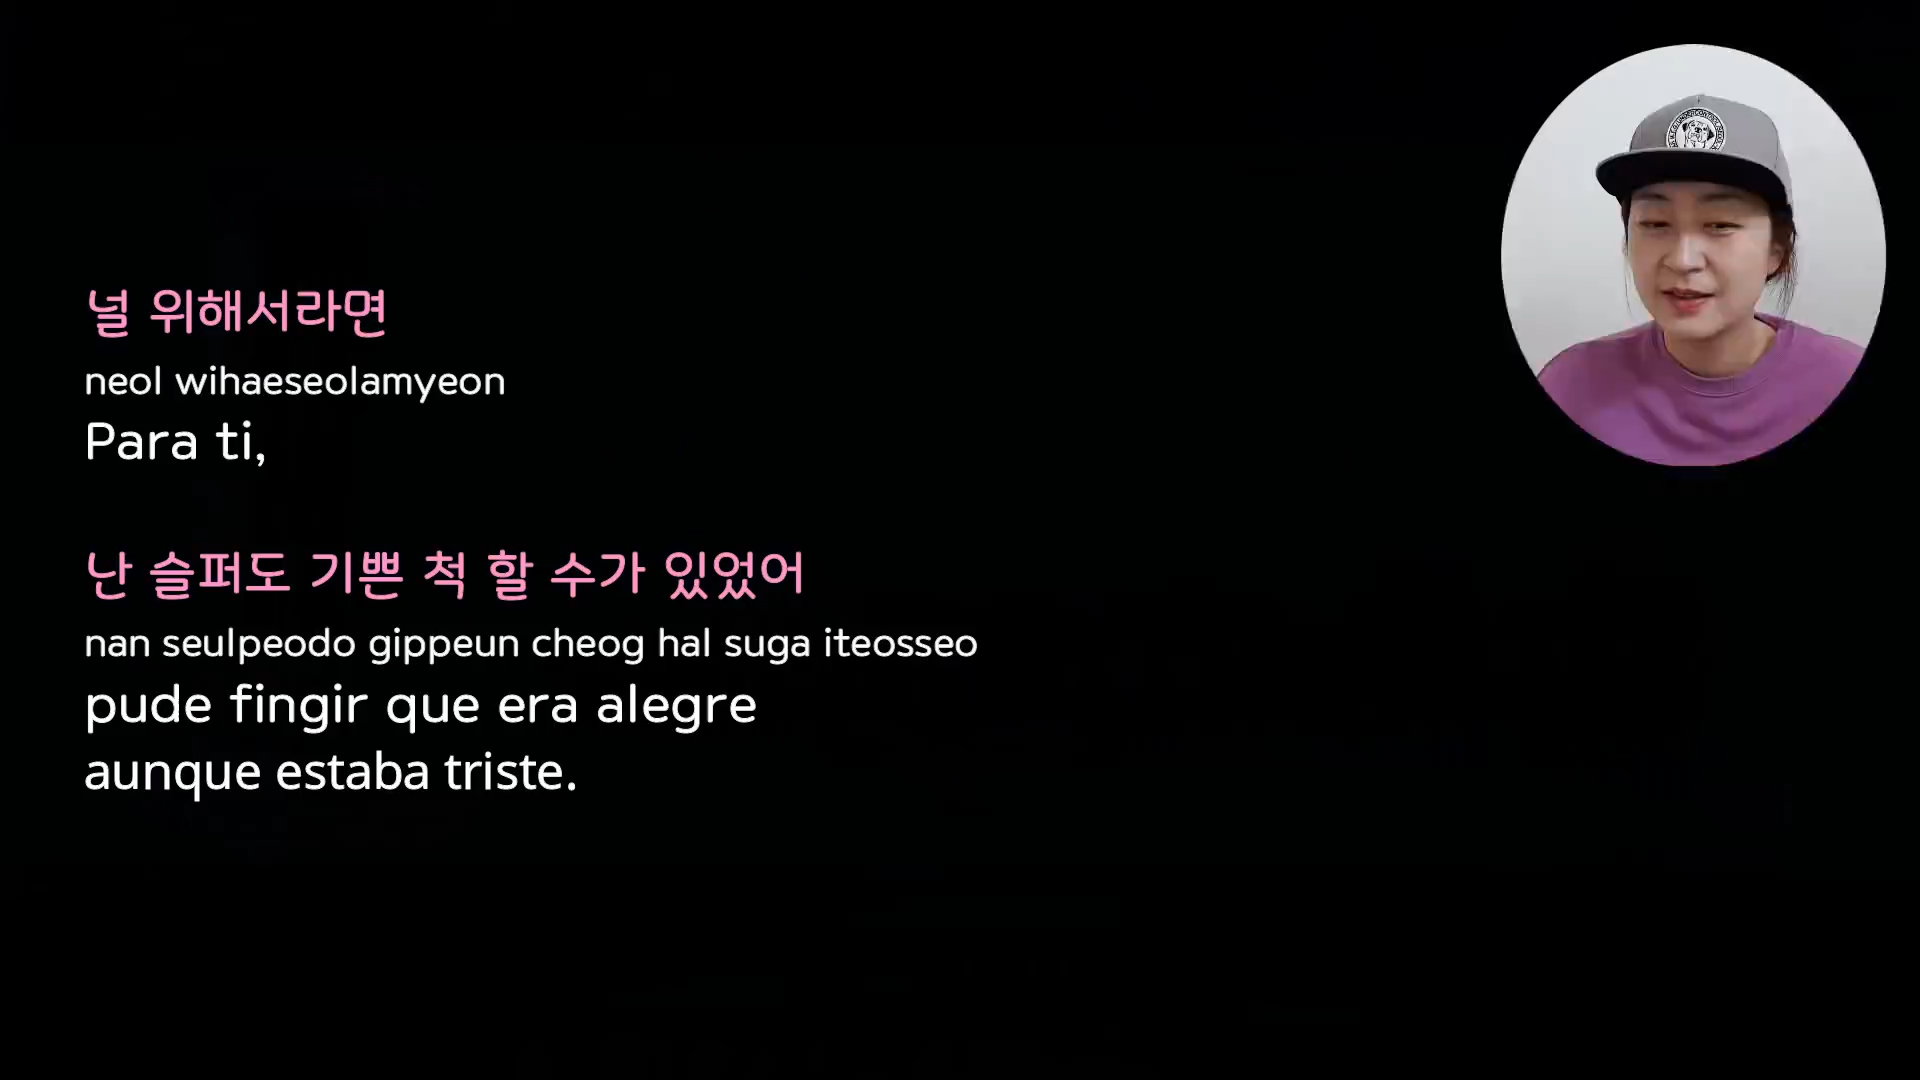 널 위해서라면
neol wihaeseolamyeon
Para ti,
난 슬퍼도 기쁜 척 할 수가 있었어
nan seulpeodo gippeun cheog hal suga iteosseo
pude fingir que era alegre
aunque estaba triste.